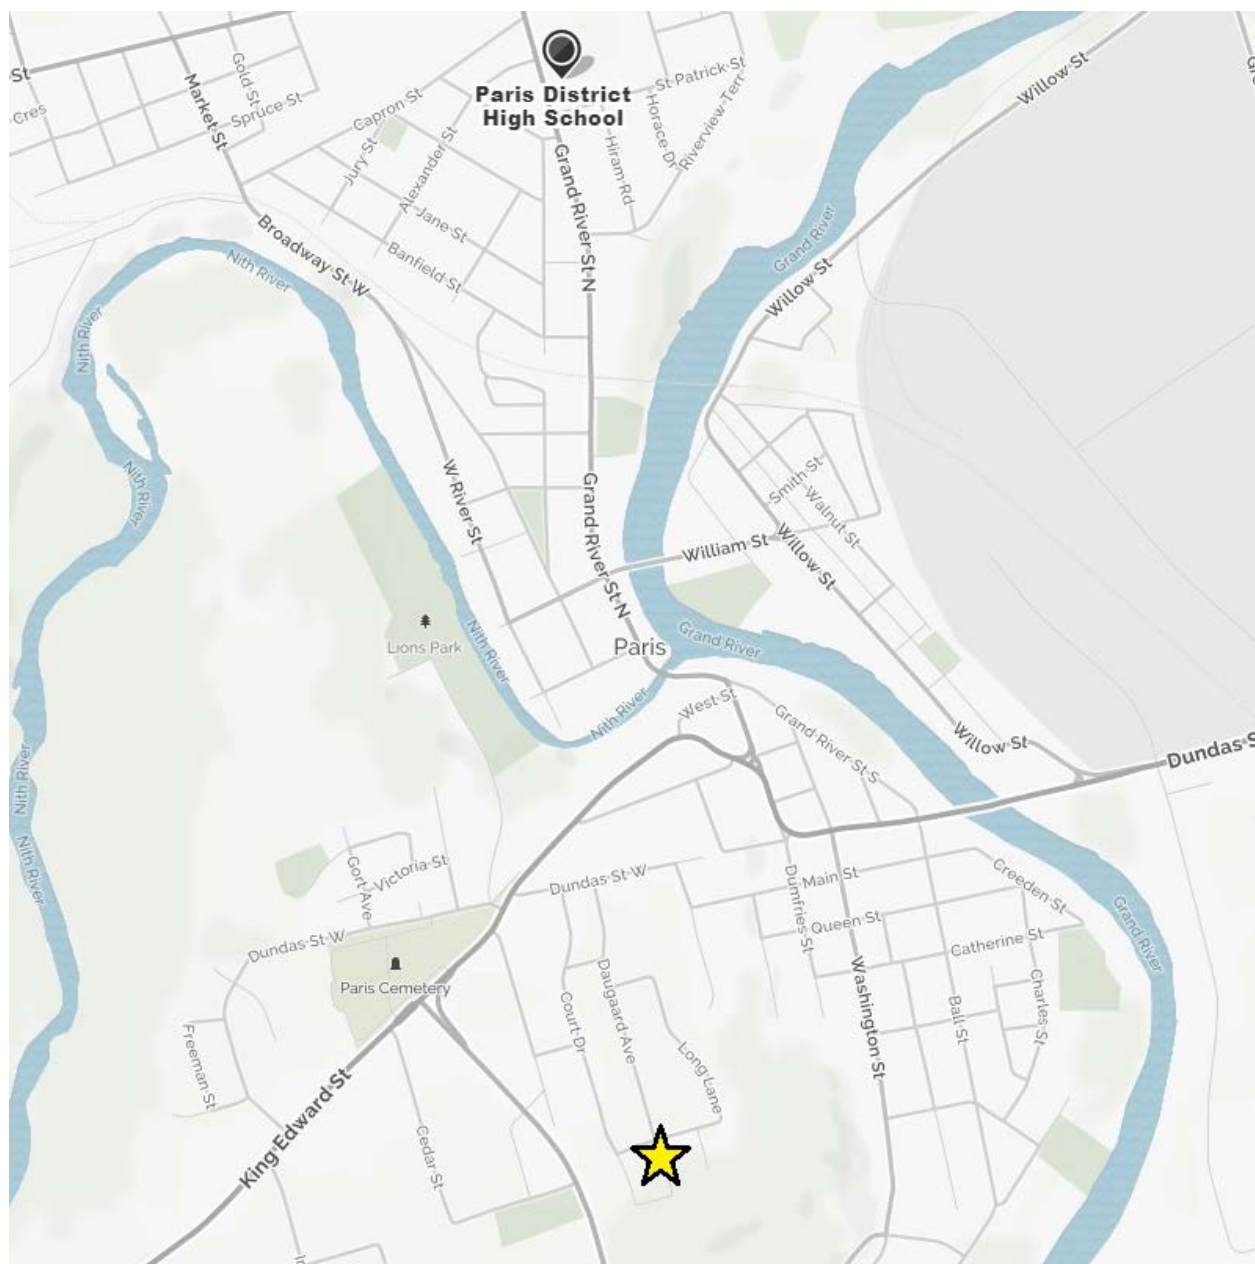 St
Cres
Market St
Gold St
Spruce St
Capron St
Jury St
Alexander St
Jane St
Banfield St
Paris District
High School
St Patrick St
Horace Dr
Riverview Terr
Hiram Rd
Grand River St N
Willow St
Grand River
Willow St
Broadway St W
Nith River
Nith River
Nith River
W River St
Grand River St N
Smith St
Walnut St
William St
Willow St
Lions Park
Nith River
Paris
Grand River
Nith River
West St
Grand River St S
Willow St
Dundas S
Nith River
Nith River
Gort Ave
Victoria St
Dundas St W
Main St
Dumfries St
Creeden St
Queen St
Catherine St
Grand River
Dundas St W
Paris Cemetery
Court Dr
Daugaard Ave
Long Lane
Washington St
Ball St
Charles St
Freeman St
King Edward St
Cedar St